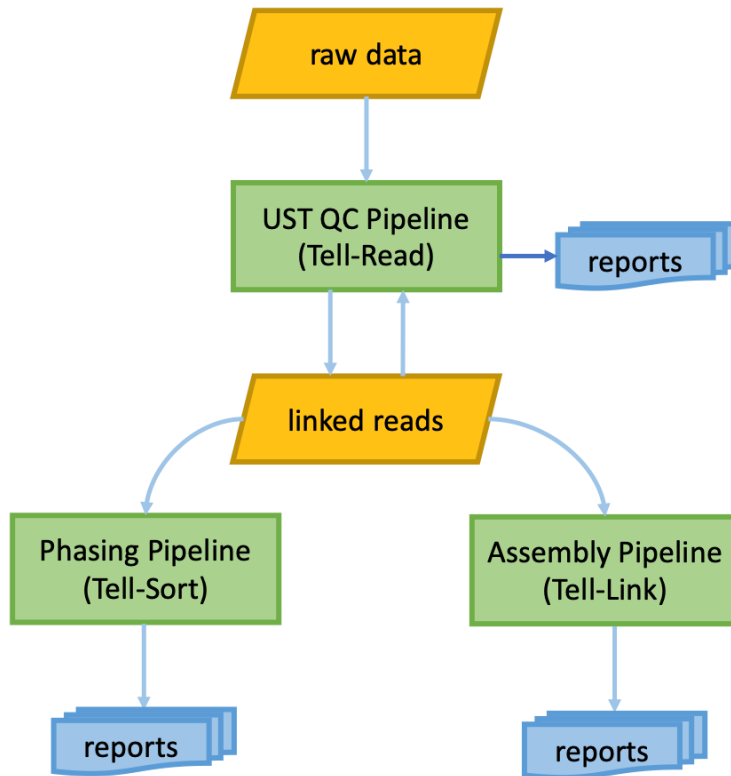 raw data
UST QC Pipeline
(Tell-Read)
reports
linked reads
Phasing Pipeline
(Tell-Sort)
Assembly Pipeline
(Tell-Link)
reports
reports